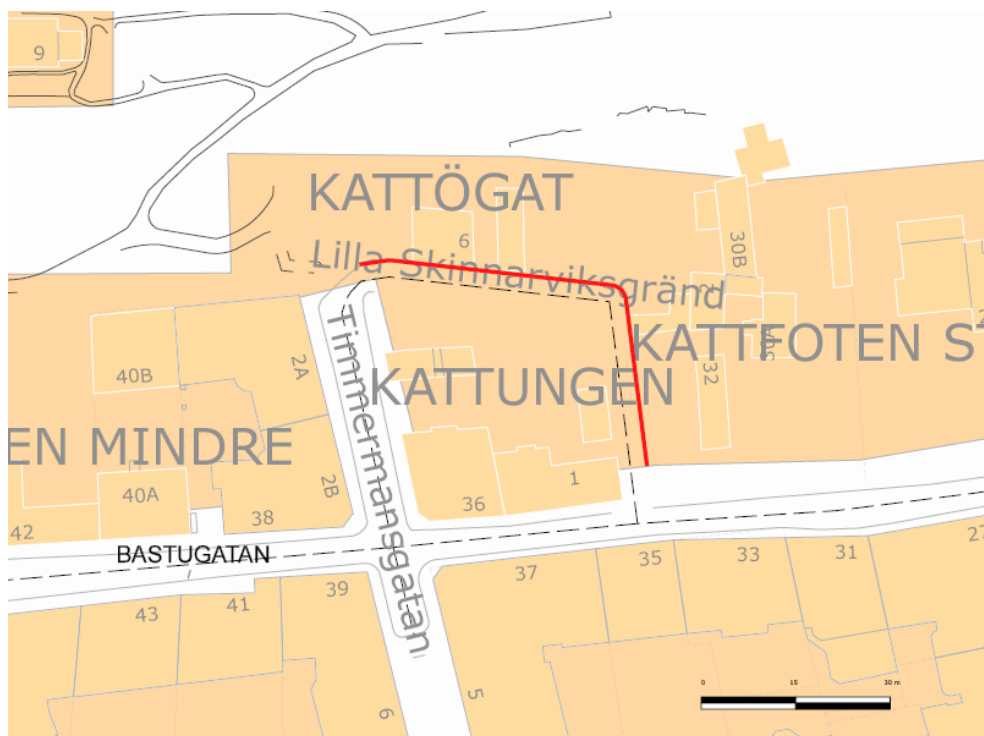 9
KATTÖGAT
6
Lilla Skinnarviksgränd
30B
32
KATTFOTEN S
Timmermansgatan
2A
40B
KATTUNGEN
EN MINDRE
2B
40A
42
38
36
1
BASTUGATAN
43
41
39
37
35
33
31
27
5
6
0 15 30 m